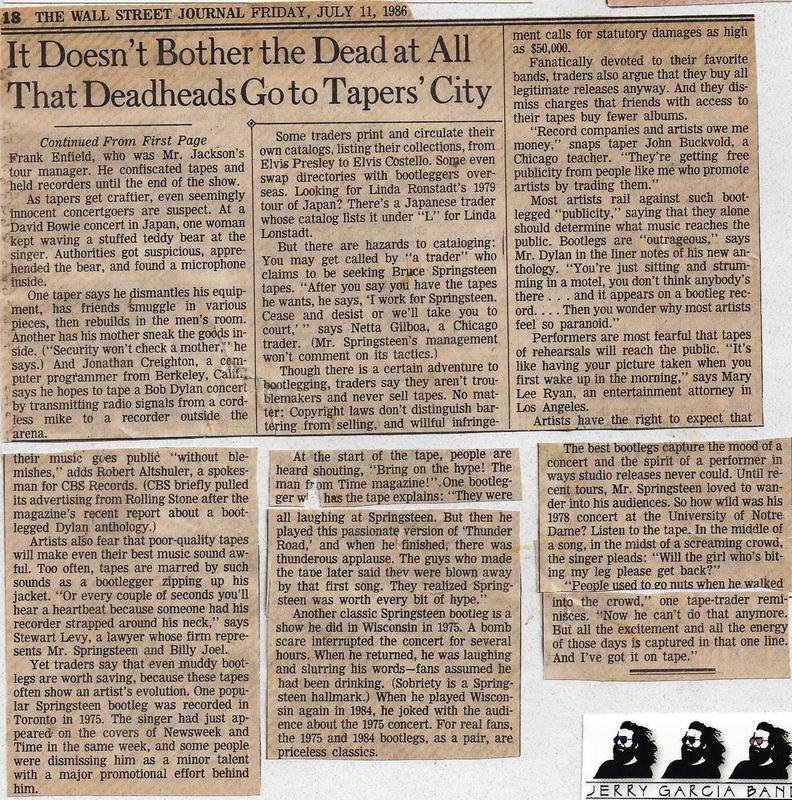 18 THE WALL STREET JOURNAL FRIDAY, JULY 11, 1986
It Doesn't Bother the Dead at All
That Deadheads Go to Tapers' City
Continued From First Page
Frank Enfield, who was Mr. Jackson's
tour manager. He confiscated tapes and
held recorders until the end of the show.
As tapers get craftier, even seemingly
innocent concertgoers are suspect. At a
David Bowie concert in Japan, one woman
kept waving a stuffed teddy bear at the
singer. Authorities got suspicious, appre-
hended the bear, and found a microphone
inside.
One taper says he dismantles his equip-
ment, has friends smuggle in various
pieces, then rebuilds in the men's room.
Another has his mother sneak the goods in-
side. ("Security won't check a mother," he
says.) And Jonathan Creighton, a com-
puter programmer from Berkeley, Calif.,
says he hopes to tape a Bob Dylan concert
by transmitting radio signals from a cord-
less mike to a recorder outside the
arena.
Some traders print and circulate their
own catalogs, listing their collections, from
Elvis Presley to Elvis Costello. Some even
swap directories with bootleggers over-
seas. Looking for Linda Ronstadt's 1979
tour of Japan? There's a Japanese trader
whose catalog lists it under "L" for Linda
Lonstadt.
But there are hazards to cataloging:
You may get called by "a trader" who
claims to be seeking Bruce Springsteen
tapes. "After you say you have the tapes
he wants, he says, 'I work for Springsteen.
Cease and desist or we'll take you to
court,' " says Netta Gilboa, a Chicago
trader. (Mr. Springsteen's management
won't comment on its tactics.)
Though there is a certain adventure to
bootlegging, traders say they aren't trou-
blemakers and never sell tapes. No mat-
ter: Copyright laws don't distinguish bar-
tering from selling, and willful infringe-
ment calls for statutory damages as high
as $50,000.
Fanatically devoted to their favorite
bands, traders also argue that they buy all
legitimate releases anyway. And they dis-
miss charges that friends with access to
their tapes buy fewer albums.
"Record companies and artists owe me
money," snaps taper John Buckvold, a
Chicago teacher. "They're getting free
publicity from people like me who promote
artists by trading them."
Most artists rail against such boot-
legged "publicity," saying that they alone
should determine what music reaches the
public. Bootlegs are "outrageous," says
Mr. Dylan in the liner notes of his new an-
thology. "You're just sitting and strum-
ming in a motel, you don't think anybody's
there . . . and it appears on a bootleg rec-
ord. . . . Then you wonder why most artists
feel so paranoid."
Performers are most fearful that tapes
of rehearsals will reach the public. "It's
like having your picture taken when you
first wake up in the morning," says Mary
Lee Ryan, an entertainment attorney in
Los Angeles.
Artists have the right to expect that
their music goes public "without ble-
mishes," adds Robert Altshuler, a spokes-
man for CBS Records. (CBS briefly pulled
its advertising from Rolling Stone after the
magazine's recent report about a boot-
legged Dylan anthology.)
Artists also fear that poor-quality tapes
will make even their best music sound aw-
ful. Too often, tapes are marred by such
sounds as a bootlegger zipping up his
jacket. "Or every couple of seconds you'll
hear a heartbeat because someone had his
recorder strapped around his neck," says
Stewart Levy, a lawyer whose firm repre-
sents Mr. Springsteen and Billy Joel.
Yet traders say that even muddy boot-
legs are worth saving, because these tapes
often show an artist's evolution. One popu-
lar Springsteen bootleg was recorded in
Toronto in 1975. The singer had just ap-
peared on the covers of Newsweek and
Time in the same week, and some people
were dismissing him as a minor talent
with a major promotional effort behind
him.
At the start of the tape, people are
heard shouting, "Bring on the hype! The
man from Time magazine!" One bootleg-
ger has the tape explains: "They were
all laughing at Springsteen. But then he
played this passionate version of 'Thunder
Road,' and when he finished, there was
thunderous applause. The guys who made
the tape later said they were blown away
by that first song. They realized Spring-
steen was worth every bit of hype."
Another classic Springsteen bootleg is a
show he did in Wisconsin in 1975. A bomb
scare interrupted the concert for several
hours. When he returned, he was laughing
and slurring his words—fans assumed he
had been drinking. (Sobriety is a Spring-
steen hallmark.) When he played Wiscon-
sin again in 1984, he joked with the audi-
ence about the 1975 concert. For real fans,
the 1975 and 1984 bootlegs, as a pair, are
priceless classics.
The best bootlegs capture the mood of a
concert and the spirit of a performer in
ways studio releases never could. Until re-
cent tours, Mr. Springsteen loved to wan-
der into his audiences. So how wild was his
1978 concert at the University of Notre
Dame? Listen to the tape. In the middle of
a song, in the midst of a screaming crowd,
the singer pleads: "Will the girl who's bit-
ing my leg please get back?"
"People used to go nuts when he walked
into the crowd," one tape-trader remi-
nisces. "Now he can't do that anymore.
But all the excitement and all the energy
of those days is captured in that one line.
And I've got it on tape."
JERRY GARCIA BAND